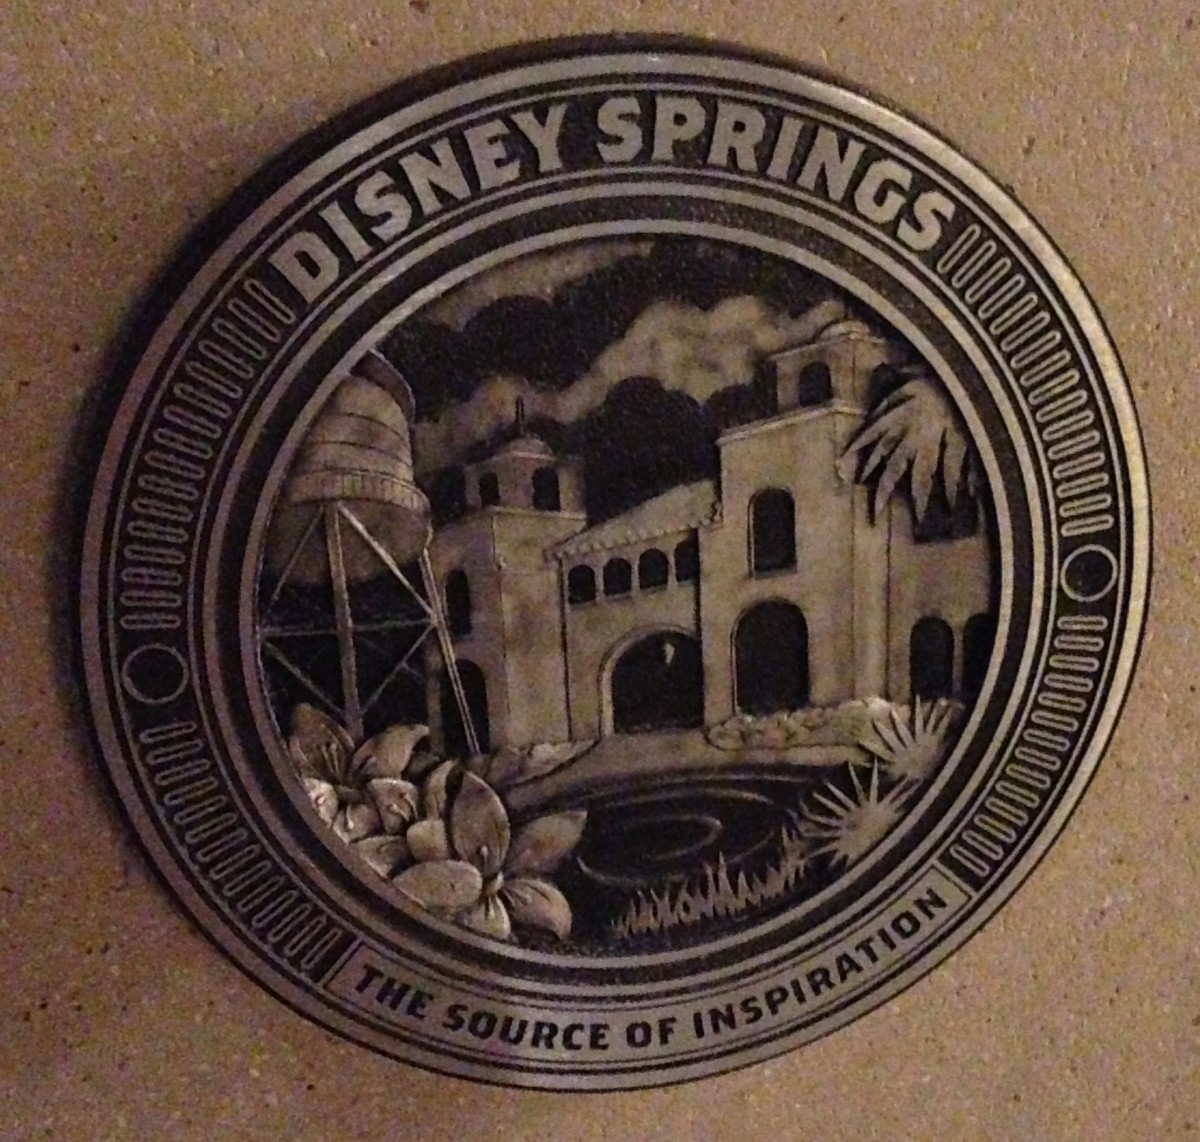 DISNEY SPRINGS
THE SOURCE OF INSPIRATION